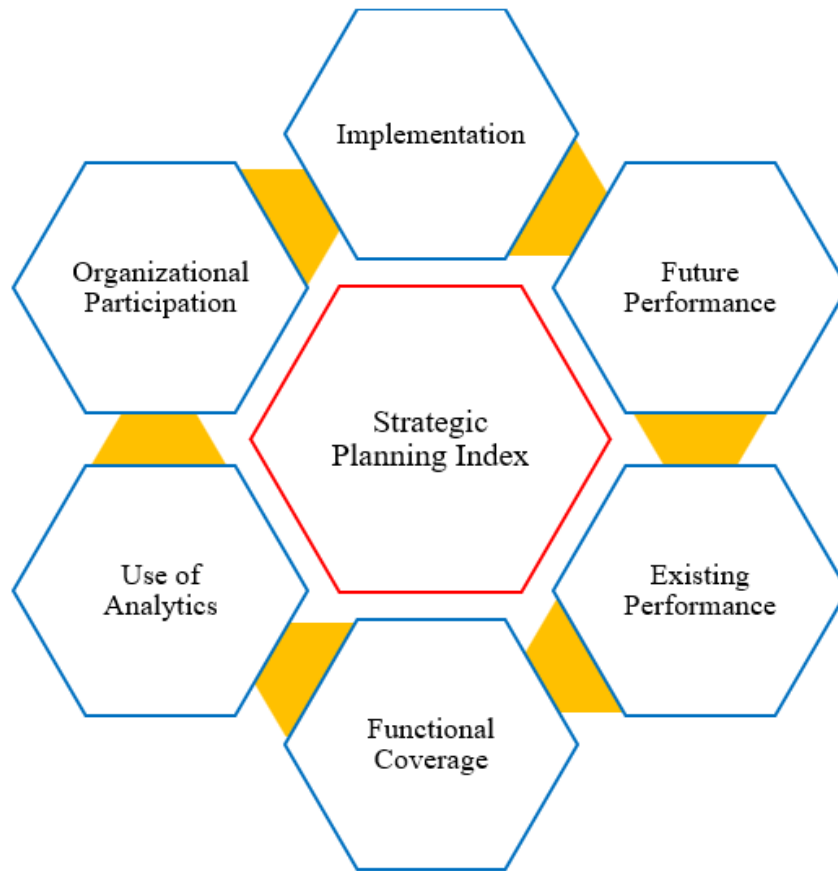 Implementation
Organizational
Participation
Future
Performance
Strategic
Planning Index
Use of
Analytics
Existing
Performance
Functional
Coverage